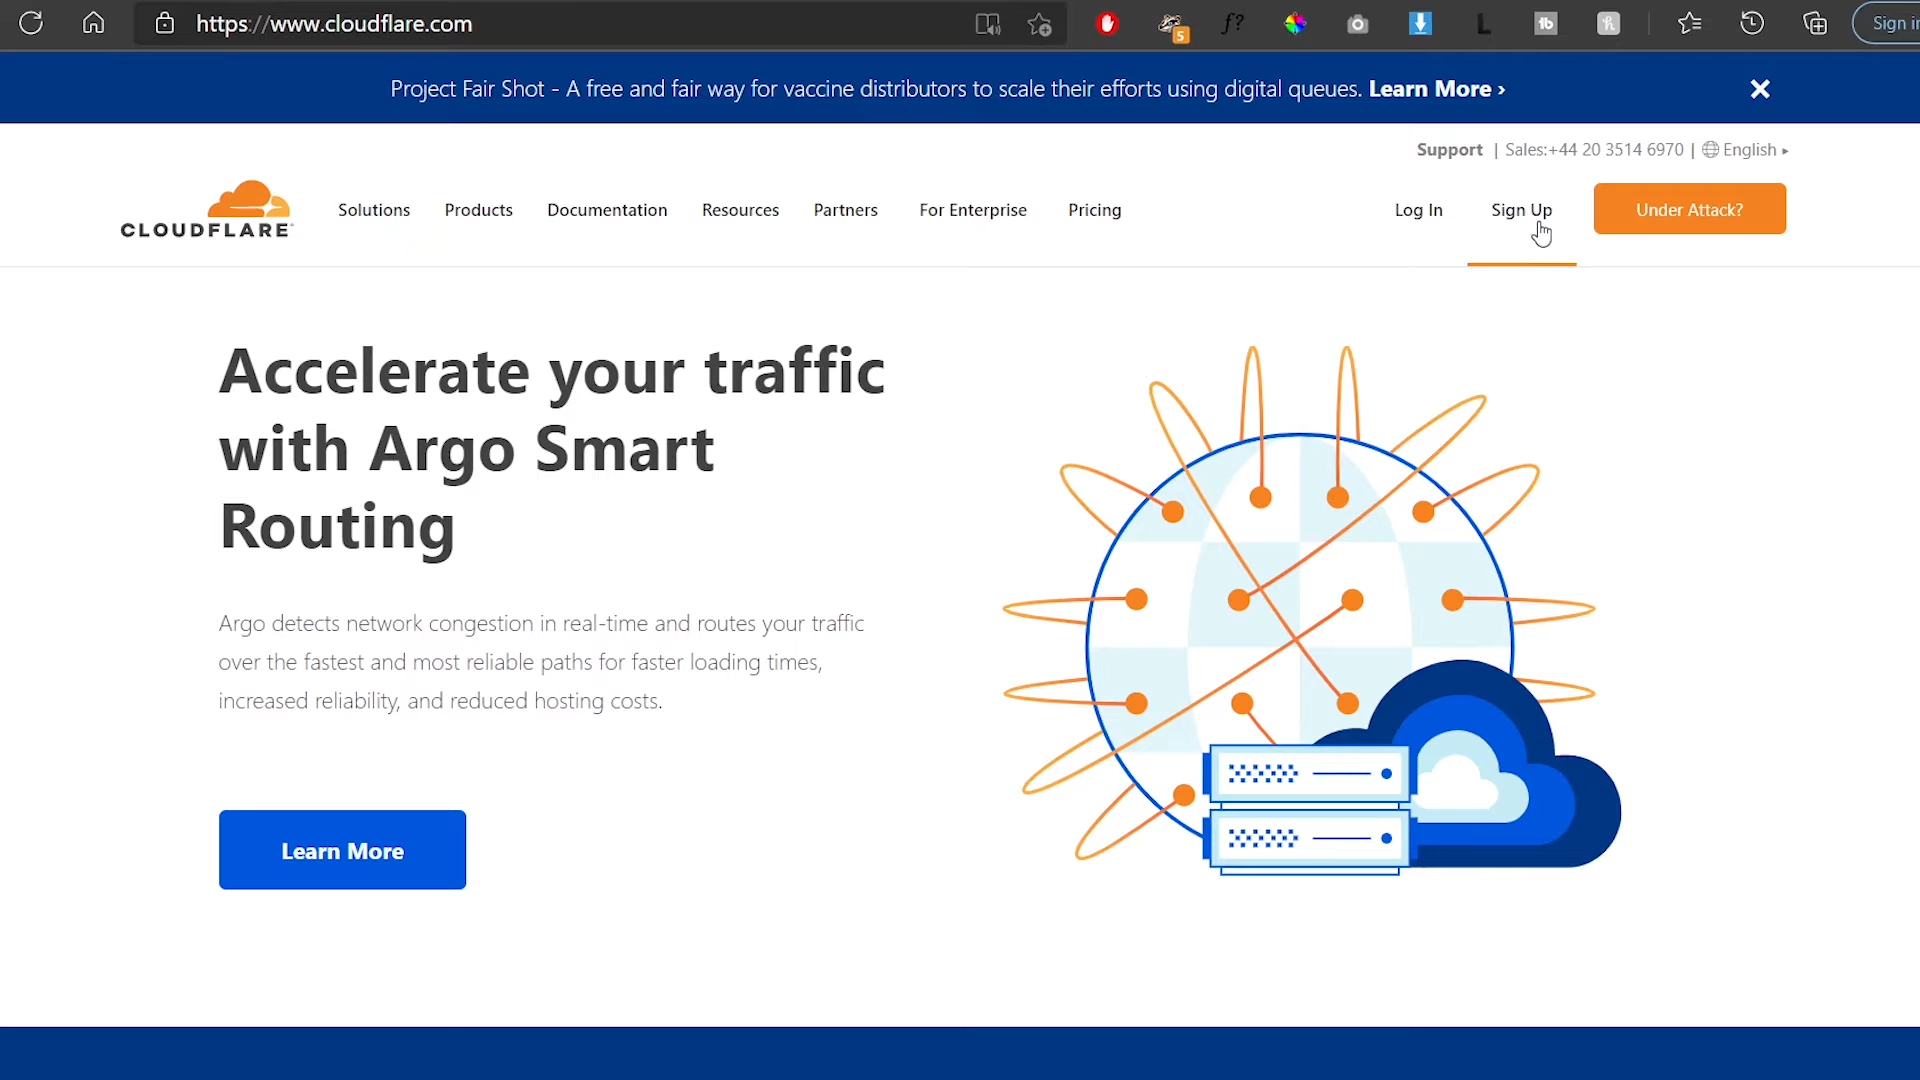 https://www.cloudflare.com
5
f?
L
tb
h
Sign in
Project Fair Shot - A free and fair way for vaccine distributors to scale their efforts using digital queues. Learn More ›
Support | Sales:+44 20 3514 6970 | English ▸
CLOUDFLARE
Solutions
Products
Documentation
Resources
Partners
For Enterprise
Pricing
Log In
Sign Up
Under Attack?
Accelerate your traffic
with Argo Smart
Routing
Argo detects network congestion in real-time and routes your traffic
over the fastest and most reliable paths for faster loading times,
increased reliability, and reduced hosting costs.
Learn More